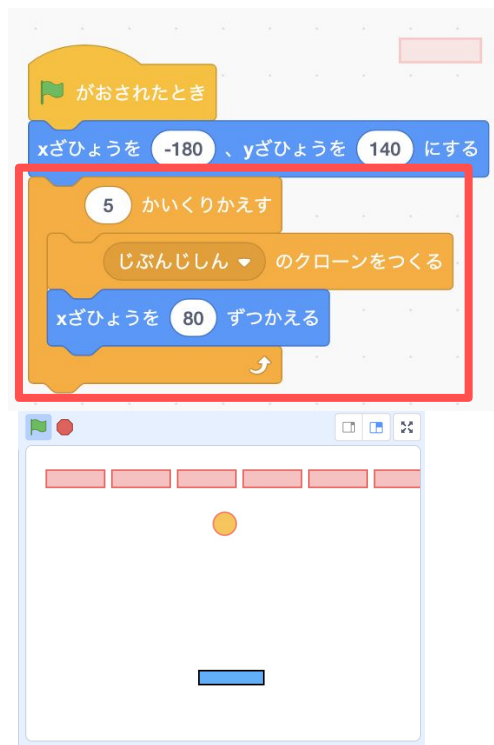 がおされたとき
xざひょうを -180 、yざひょうを 140 にする
5 かいくりかえす
じぶんじしん のクローンをつくる
xざひょうを 80 ずつかえる